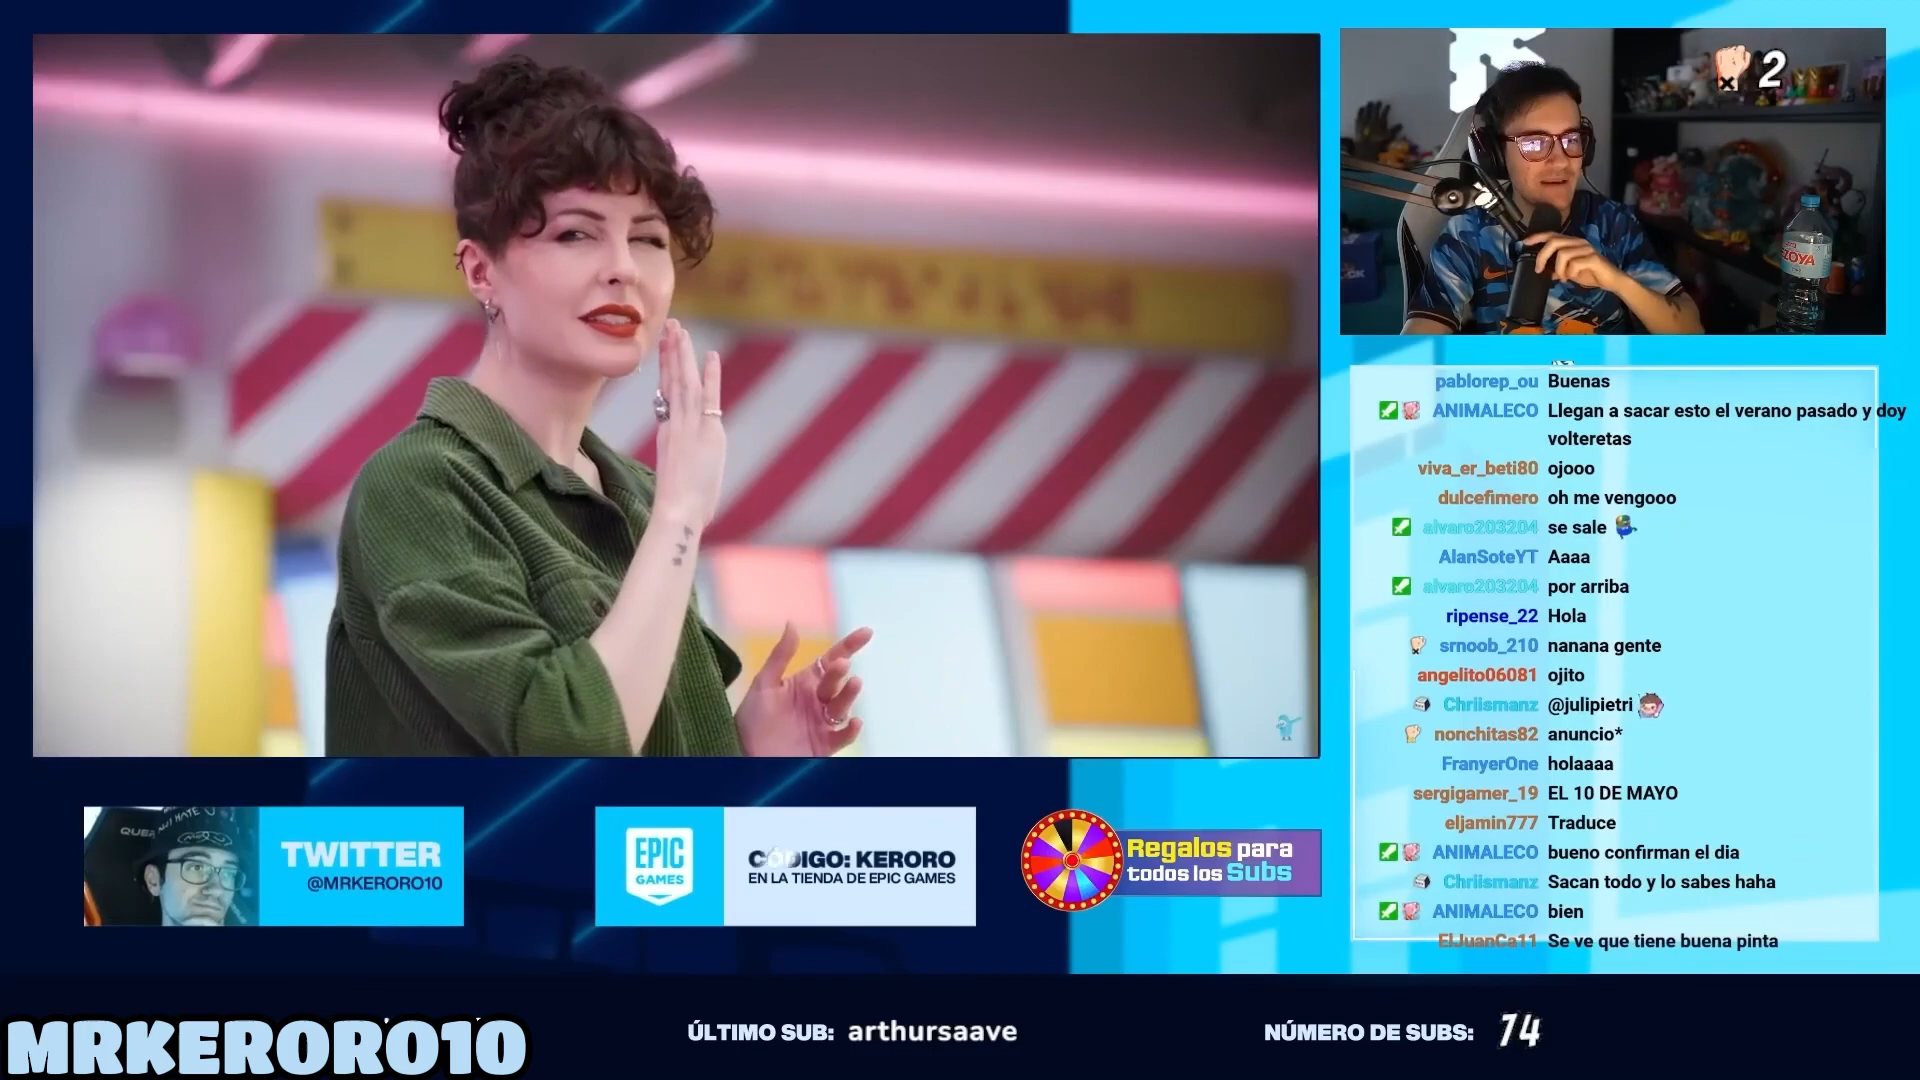 2
pablorep_ou Buenas
ANIMALECO Llegan a sacar esto el verano pasado y doy
volteretas
viva_er_beti80 ojooo
dulcefimero oh me vengooo
alvaro203204 se sale
AlanSoteYT Aaaa
alvaro203204 por arriba
ripense_22 Hola
srnoob_210 nanana gente
angelito06081 ojito
Chriismanz @julipietri
nonchitas82 anuncio*
FranyerOne holaaaa
sergigamer_19 EL 10 DE MAYO
eljamin777 Traduce
ANIMALECO bueno confirman el dia
Chriismanz Sacan todo y lo sabes haha
ANIMALECO bien
ElJuanCa11 Se ve que tiene buena pinta
TWITTER
@MRKERORO10
EPIC
GAMES
CÓDIGO: KERORO
EN LA TIENDA DE EPIC GAMES
Regalos para
todos los Subs
MRKERORO10
ÚLTIMO SUB: arthursaave
NÚMERO DE SUBS: 74